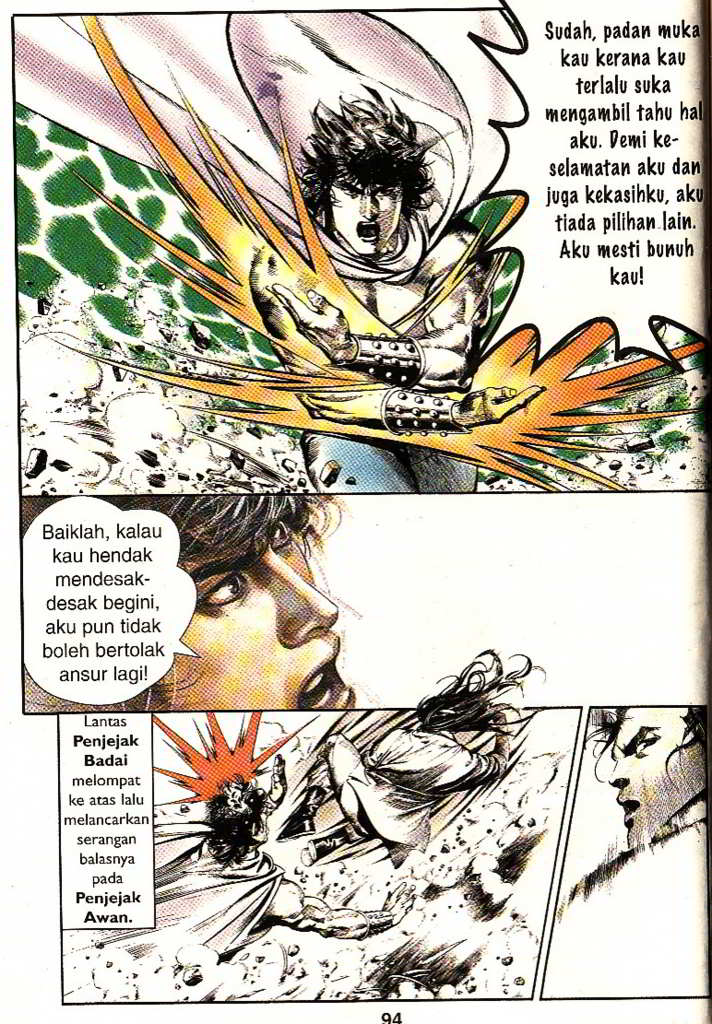 Sudah, padan muka
kau kerana kau
terlalu suka
mengambil tahu hal
aku. Demi ke-
selamatan aku dan
juga kekasihku, aku
tiada pilihan lain.
Aku mesti bunuh
kau!
Baiklah, kalau
kau hendak
mendesak-
desak begini,
aku pun tidak
boleh bertolak
ansur lagi!
Lantas
Penjejak
Badai
melompat
ke atas lalu
melancarkan
serangan
balasnya
pada
Penjejak
Awan.
94